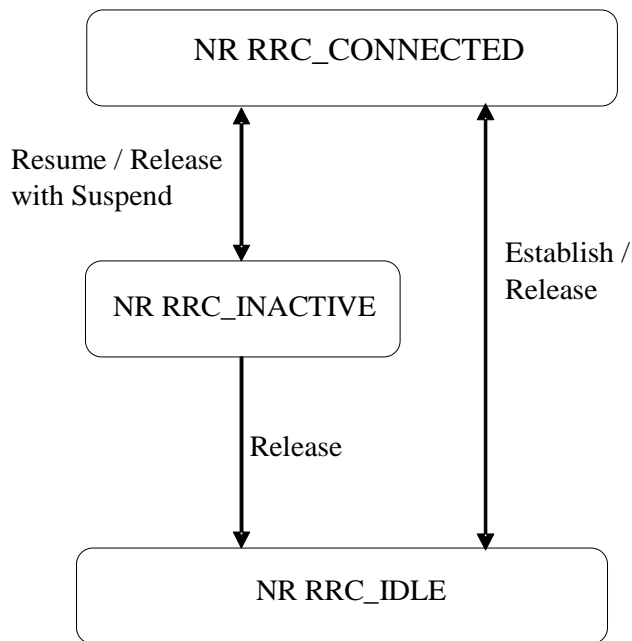 NR RRC_CONNECTED
Resume / Release
with Suspend
Establish /
Release
NR RRC_INACTIVE
Release
NR RRC_IDLE